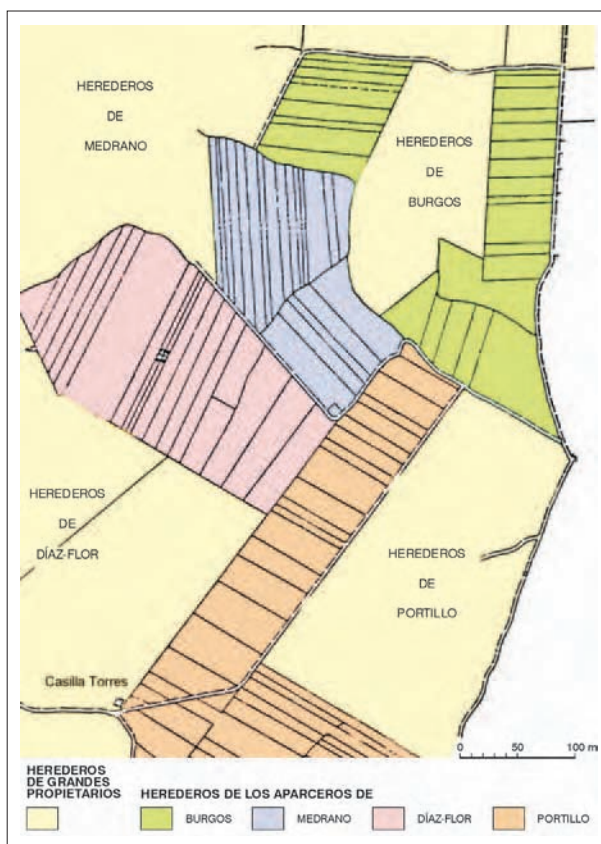 HEREDEROS
DE
MEDRANO
HEREDEROS
DE
BURGOS
HEREDEROS
DE
DÍAZ-FLOR
HEREDEROS
DE
PORTILLO
Casilla Torres
0 50 100 m
HEREDEROS
DE GRANDES
PROPIETARIOS
HEREDEROS DE LOS APARCEROS DE
BURGOS MEDRANO DÍAZ-FLOR PORTILLO